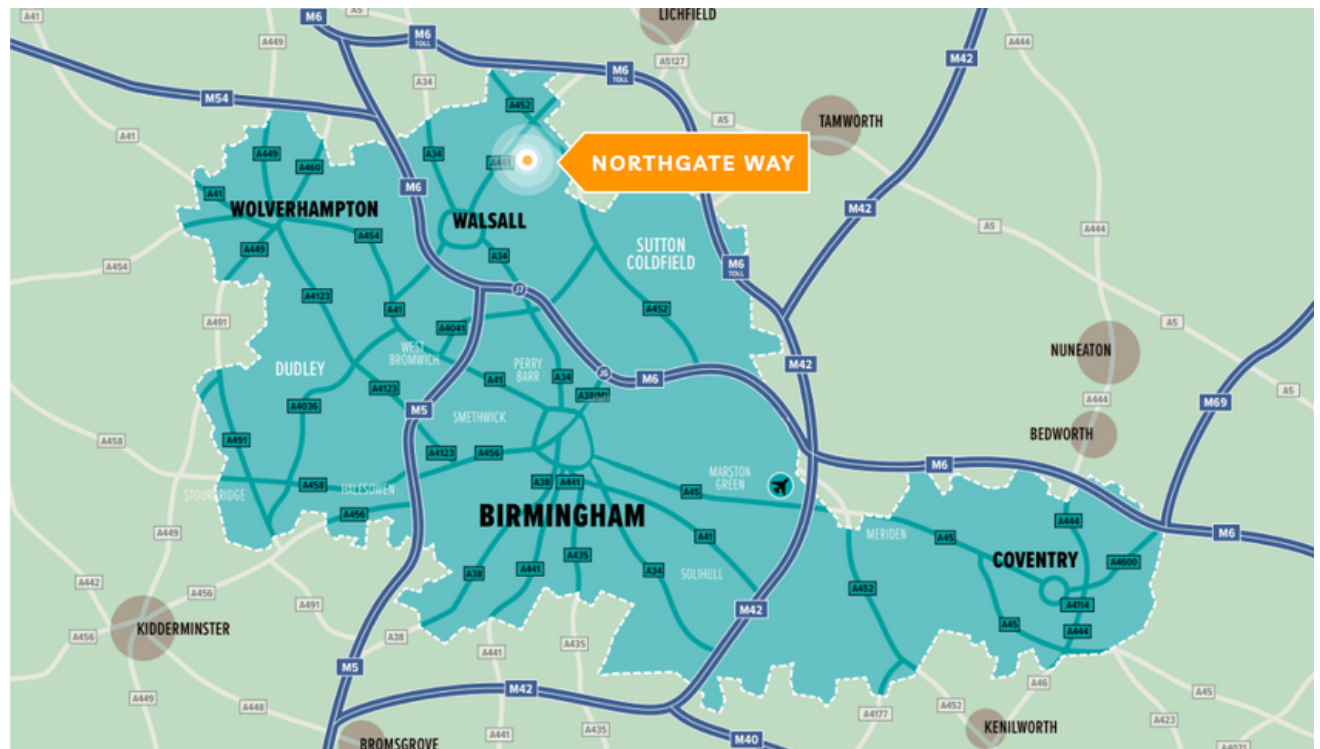 LICHFIELD
A41
M6
A5
A449
M6
TOLL
A34
A5127
M6
TOLL
M42
A444
M54
A452
A5
TAMWORTH
A41
A449
A460
A34
A461
NORTHGATE WAY
A41
M6
WOLVERHAMPTON
WALSALL
M42
A5
A444
A449
A454
A34
SUTTON
COLDFIELD
A454
M6
TOLL
A4123
J7
A41
A452
A491
A4041
A5
WEST
BROMWICH
PERRY
BARR
NUNEATON
DUDLEY
M42
A41
A34
J6
M6
A4123
A38(M)
A5
A444
A4036
M5
SMETHWICK
M69
A458
A491
A4123
A456
BEDWORTH
M6
STOURBRIDGE
A458
HALESOWEN
A38
A441
A45
MARSTON
GREEN
A456
BIRMINGHAM
A444
A449
MERIDEN
A45
A41
M6
A435
COVENTRY
A4600
A442
A456
A38
A441
A34
SOLIHULL
A452
A491
M42
A4114
KIDDERMINSTER
A456
A38
A45
A444
A441
A435
M5
A46
A449
M42
A45
A448
A4177
A452
A423
BROMSGROVE
A441
A435
M40
KENILWORTH
A4071